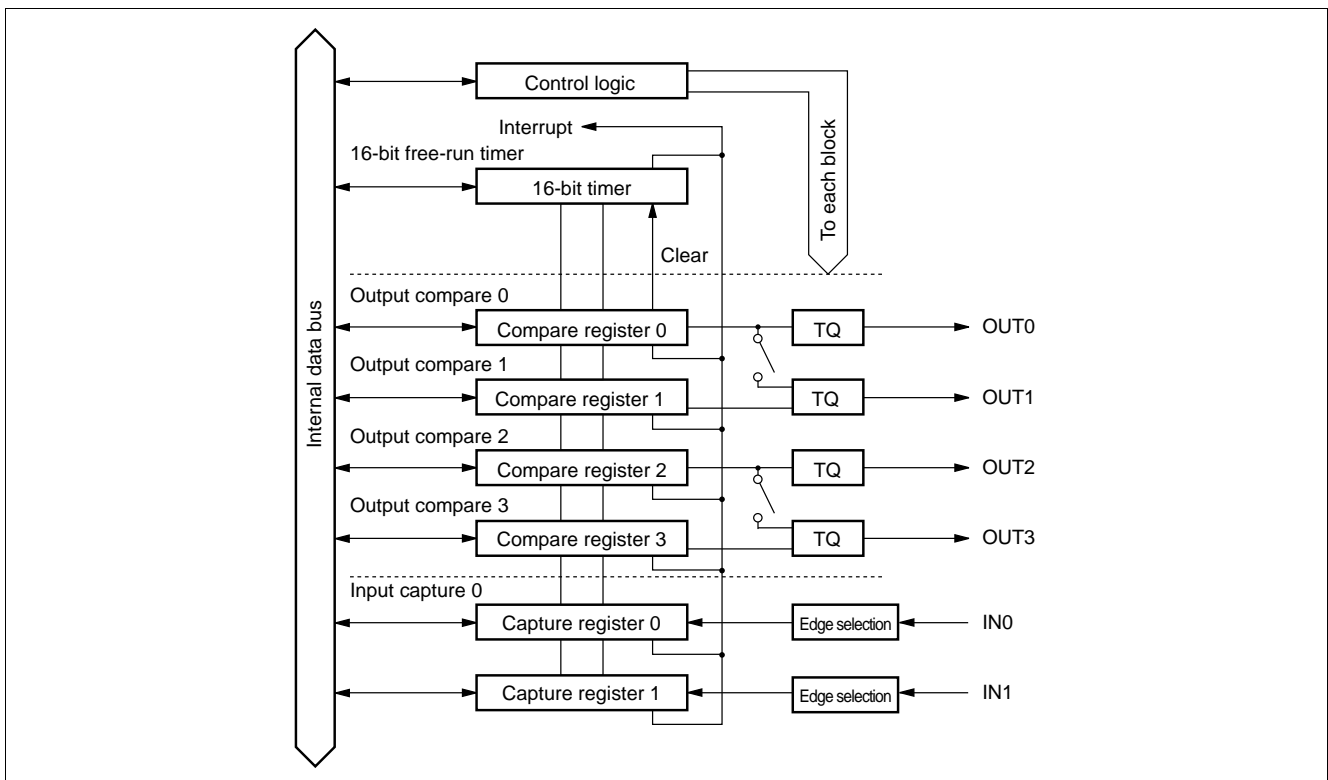 Control logic
Interrupt
16-bit free-run timer
16-bit timer
To each block
Clear
Internal data bus
Output compare 0
Compare register 0
TQ
OUT0
Output compare 1
Compare register 1
TQ
OUT1
Output compare 2
Compare register 2
TQ
OUT2
Output compare 3
Compare register 3
TQ
OUT3
Input capture 0
Capture register 0
Edge selection
IN0
Capture register 1
Edge selection
IN1